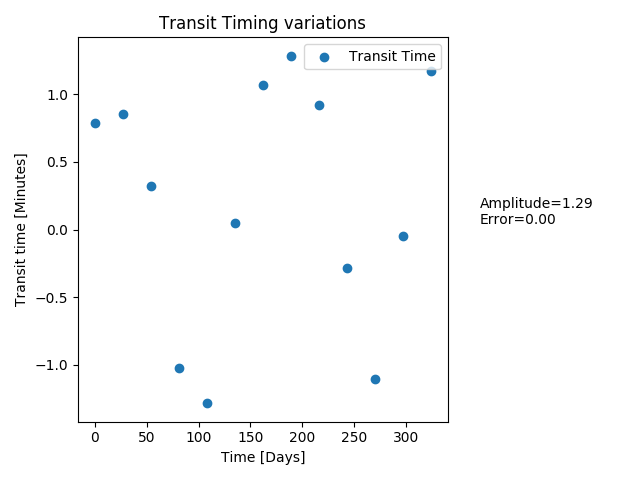 Transit Timing variations
Transit Time
Transit time [Minutes]
1.0
0.5
0.0
−0.5
−1.0
0 50 100 150 200 250 300
Time [Days]
Amplitude=1.29
Error=0.00